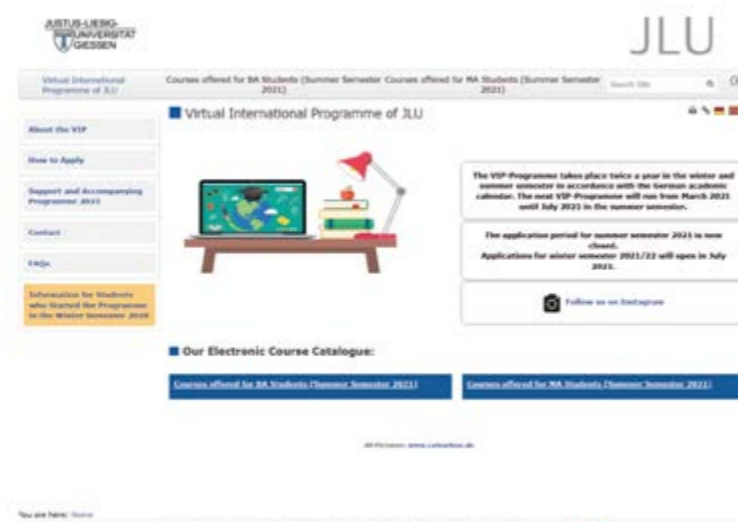 JUSTUS-LIEBIG-
UNIVERSITÄT
GIESSEN
JLU
Virtual International
Programme of JLU
Courses offered for BA Students (Summer Semester
2021)
Courses offered for MA Students (Summer Semester
2021)
Search Site
Virtual International Programme of JLU
About the VIP
How to Apply
Support and Accompanying
Programme 2021
Contact
FAQs
Information for Students
who Started the Programme
in the Winter Semester 2020
The VIP-Programme takes place twice a year in the winter and
summer semester in accordance with the German academic
calendar. The next VIP-Programme will run from March 2021
until July 2021 in the summer semester.
The application period for summer semester 2021 is now
closed.
Applications for winter semester 2021/22 will open in July
2021.
Follow us on Instagram
Our Electronic Course Catalogue:
Courses offered for BA Students (Summer Semester 2021)
Courses offered for MA Students (Summer Semester 2021)
All Pictures:
You are here: Home